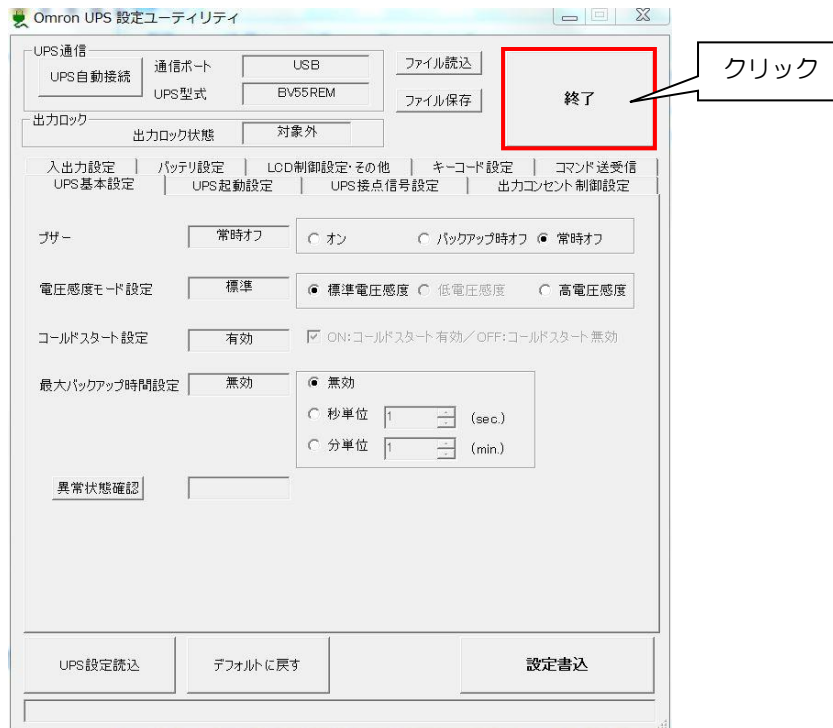 Omron UPS 設定ユーティリティ
UPS通信
UPS自動接続 通信ポート USB
UPS型式 BV55REM
ファイル読込
ファイル保存
終了
クリック
出力ロック
出力ロック状態 対象外
入出力設定 バッテリ設定 LCD制御設定・その他 キーコード設定 コマンド送受信
UPS基本設定 UPS起動設定 UPS接点信号設定 出力コンセント制御設定
ブザー 常時オフ オン バックアップ時オフ 常時オフ
電圧感度モード設定 標準 標準電圧感度 低電圧感度 高電圧感度
コールドスタート設定 有効 ON:コールドスタート有効/OFF:コールドスタート無効
最大バックアップ時間設定 無効 無効
秒単位 1 (sec.)
分単位 1 (min.)
異常状態確認
UPS設定読込 デフォルトに戻す 設定書込